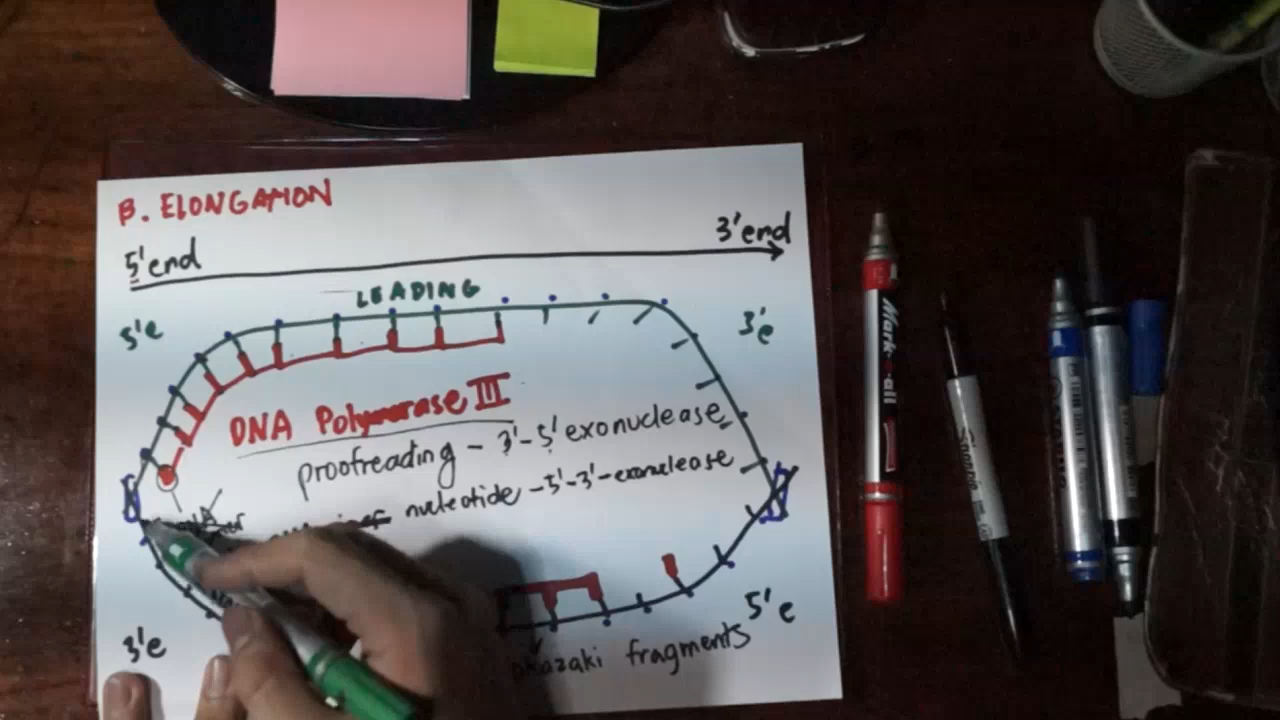 B. ELONGATION
5'end
3'end
LEADING
5'e
3'e
DNA Polymerase III
proofreading - 3'-5' exonuclease
nucleotide - 5'-3'-exonuclease
5'e
3'e
okazaki fragments
Mark-all